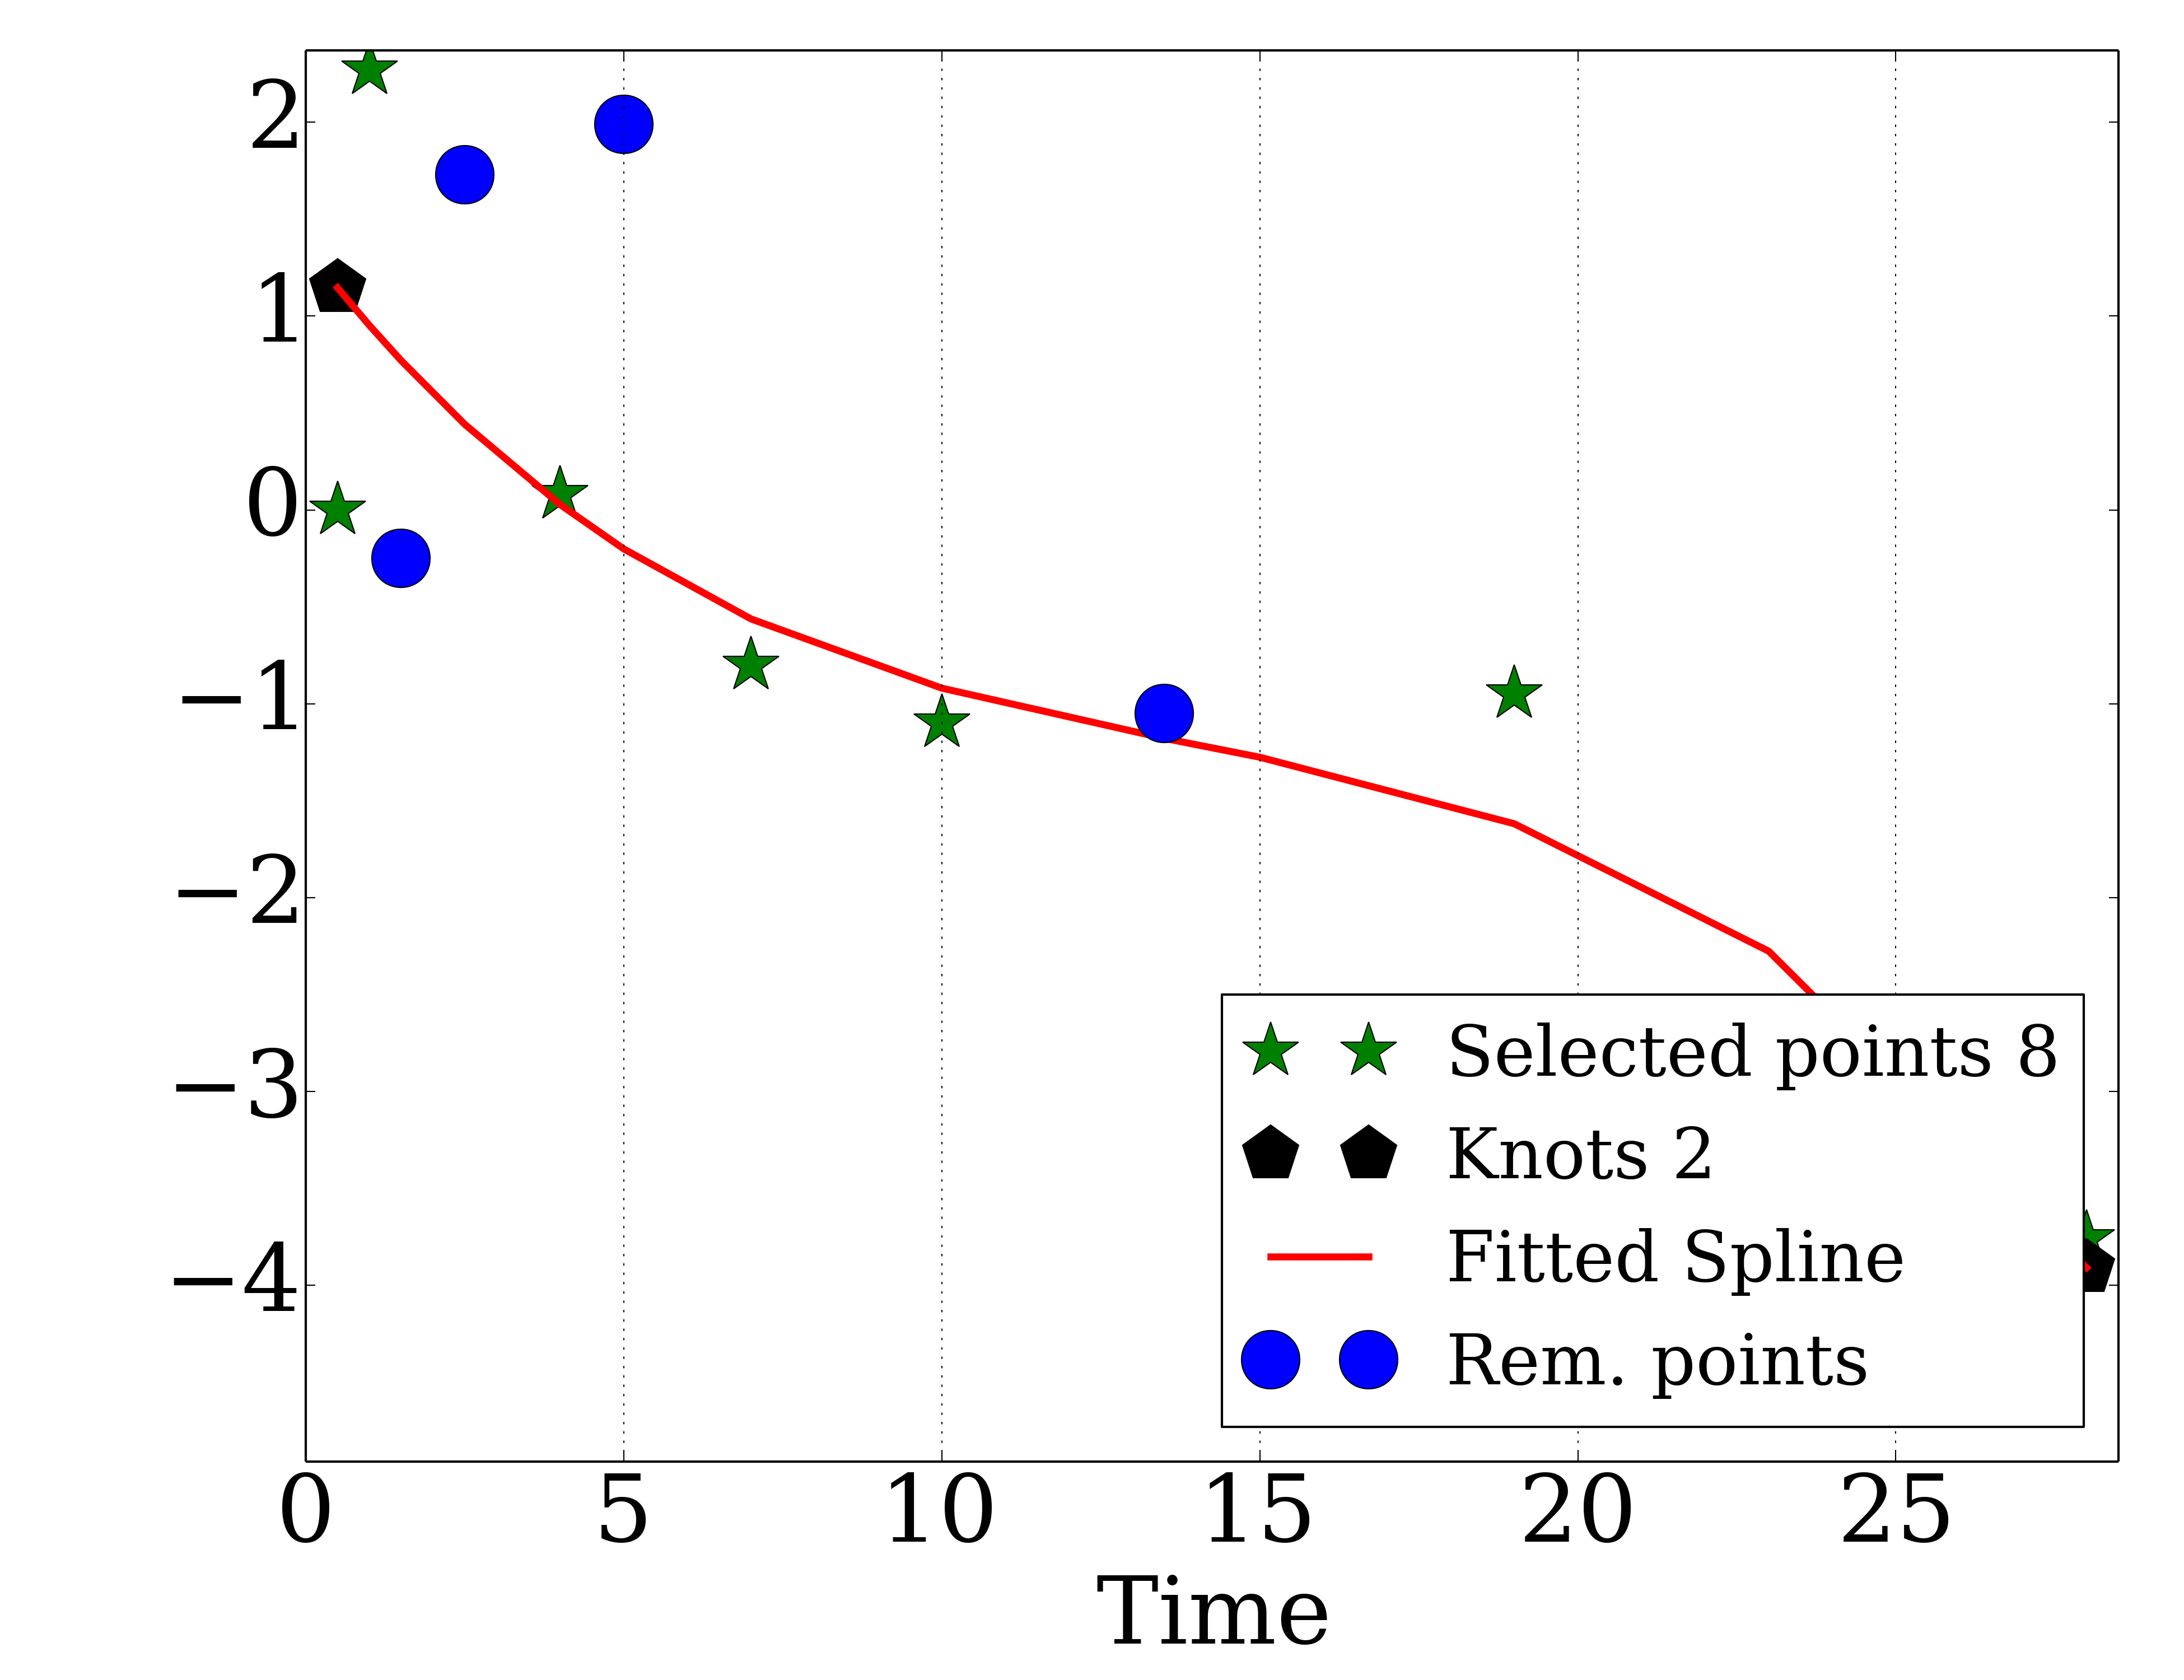 2
1
0
−1
−2
−3
−4
0 5 10 15 20 25
Time
Selected points 8
Knots 2
Fitted Spline
Rem. points